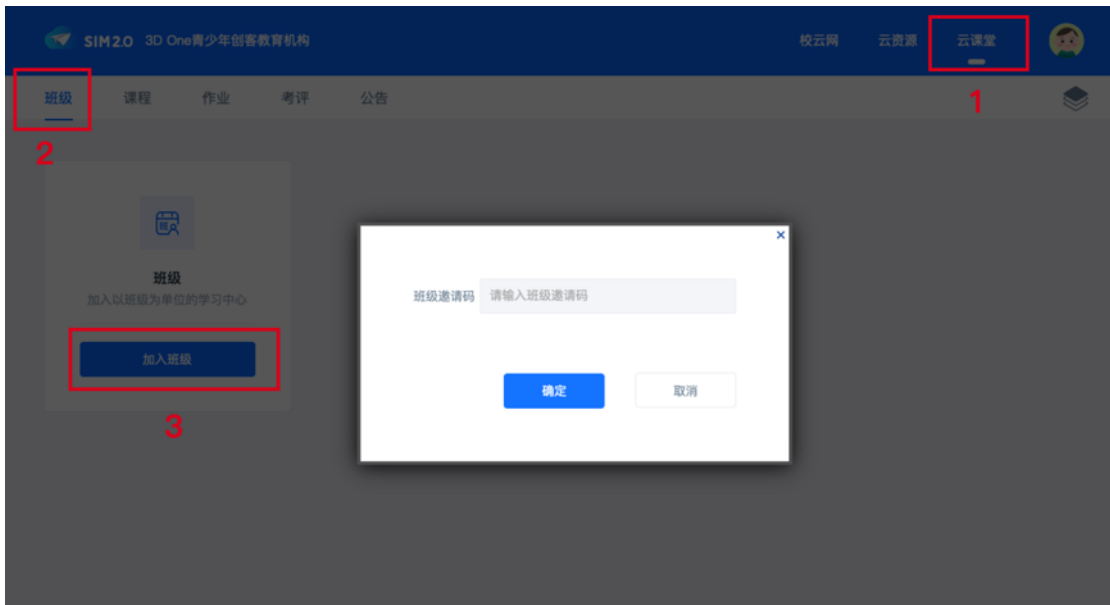 SIM2.0 3D One青少年创客教育机构 校云网 云资源 云课堂
1
班级 课程 作业 考评 公告
2
班级
加入以班级为单位的学习中心
加入班级
3
×
班级邀请码 请输入班级邀请码
确定 取消